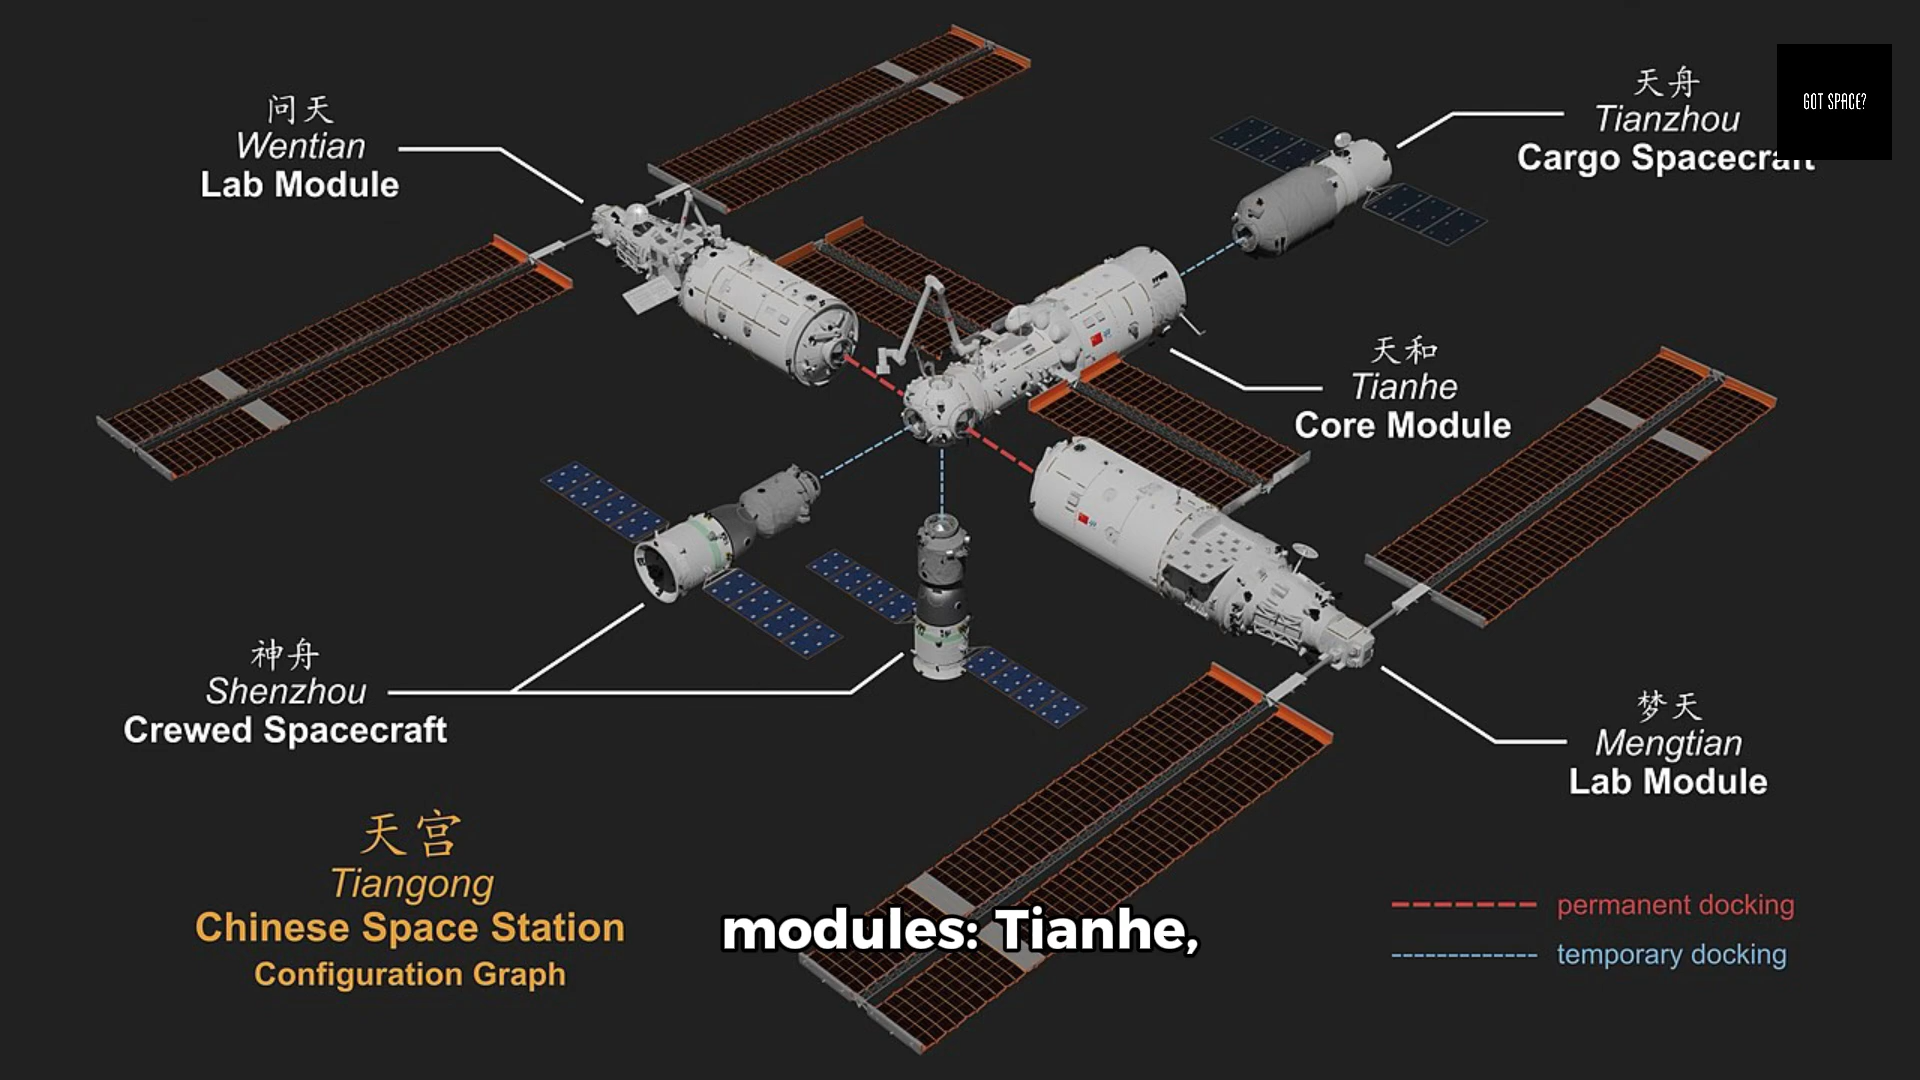 问天
Wentian
Lab Module
天舟
Tianzhou
Cargo Spacecraft
GOT SPACE?
天和
Tianhe
Core Module
神舟
Shenzhou
Crewed Spacecraft
梦天
Mengtian
Lab Module
天宫
Tiangong
Chinese Space Station
Configuration Graph
modules: Tianhe,
permanent docking
temporary docking